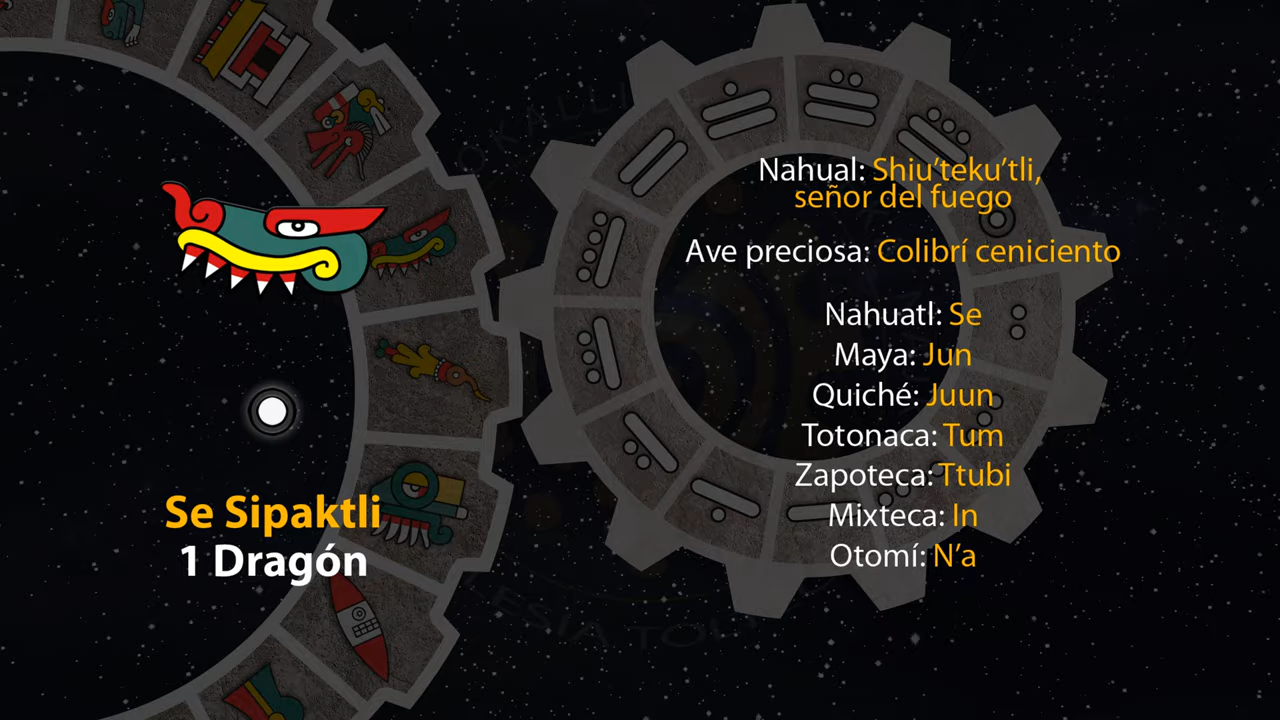 Se Sipaktli
1 Dragón
Nahual: Shiu’teku’tli,
señor del fuego
Ave preciosa: Colibrí ceniciento
Nahuatl: Se
Maya: Jun
Quiché: Juun
Totonaca: Tum
Zapoteca: Ttubi
Mixteca: In
Otomí: N’a